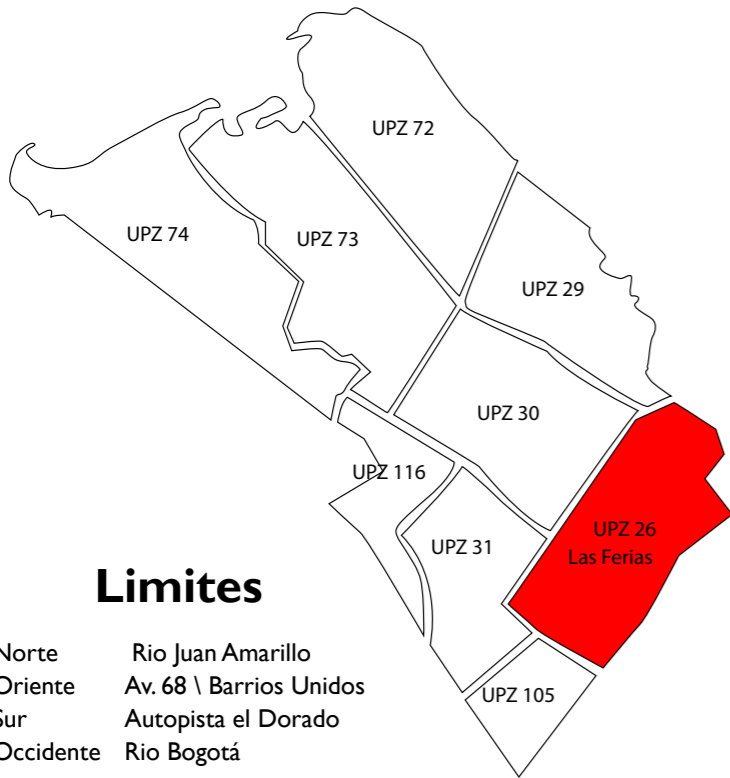 UPZ 72
UPZ 74
UPZ 73
UPZ 29
UPZ 30
UPZ 116
UPZ 26
Las Ferias
UPZ 31
UPZ 105
Limites
Norte Rio Juan Amarillo
Oriente Av. 68 \ Barrios Unidos
Sur Autopista el Dorado
Occidente Rio Bogotá